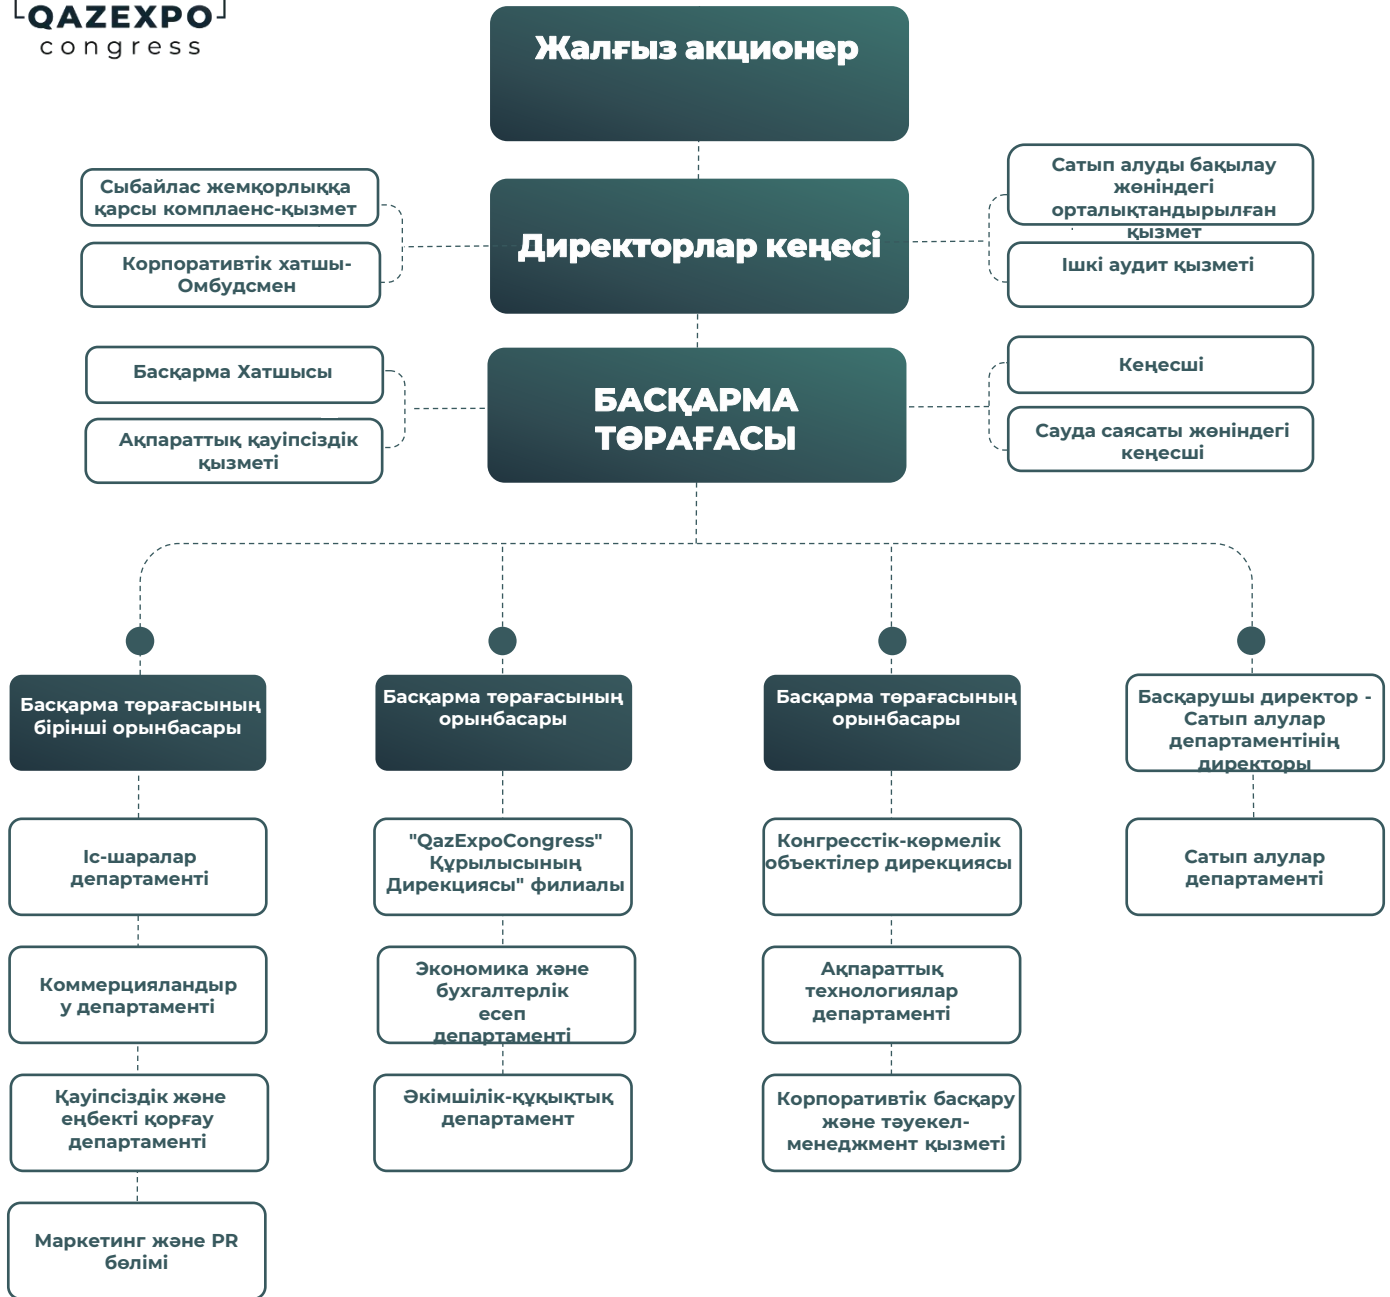 QAZEXPO
congress
Жалғыз акционер
Сыбайлас жемқорлыққа
қарсы комплаенс-қызмет
Корпоративтік хатшы-
Омбудсмен
Директорлар кеңесі
Сатып алуды бақылау
жөніндегі
орталықтандырылған
қызмет
Ішкі аудит қызметі
Басқарма Хатшысы
Ақпараттық қауіпсіздік
қызметі
БАСҚАРМА
ТӨРАҒАСЫ
Кеңесші
Сауда саясаты жөніндегі
кеңесші
Басқарма төрағасының
бірінші орынбасары
Іс-шаралар
департаменті
Коммерцияландыр
у департаменті
Қауіпсіздік және
еңбекті қорғау
департаменті
Маркетинг және PR
бөлімі
Басқарма төрағасының
орынбасары
"QazExpoCongress"
Құрылысының
Дирекциясы" филиалы
Экономика және
бухгалтерлік
есеп
департаменті
Әкімшілік-құқықтық
департамент
Басқарма төрағасының
орынбасары
Конгресстік-көрмелік
объектілер дирекциясы
Ақпараттық
технологиялар
департаменті
Корпоративтік басқару
және тәуекел-
менеджмент қызметі
Басқарушы директор -
Сатып алулар
департаментінің
директоры
Сатып алулар
департаменті